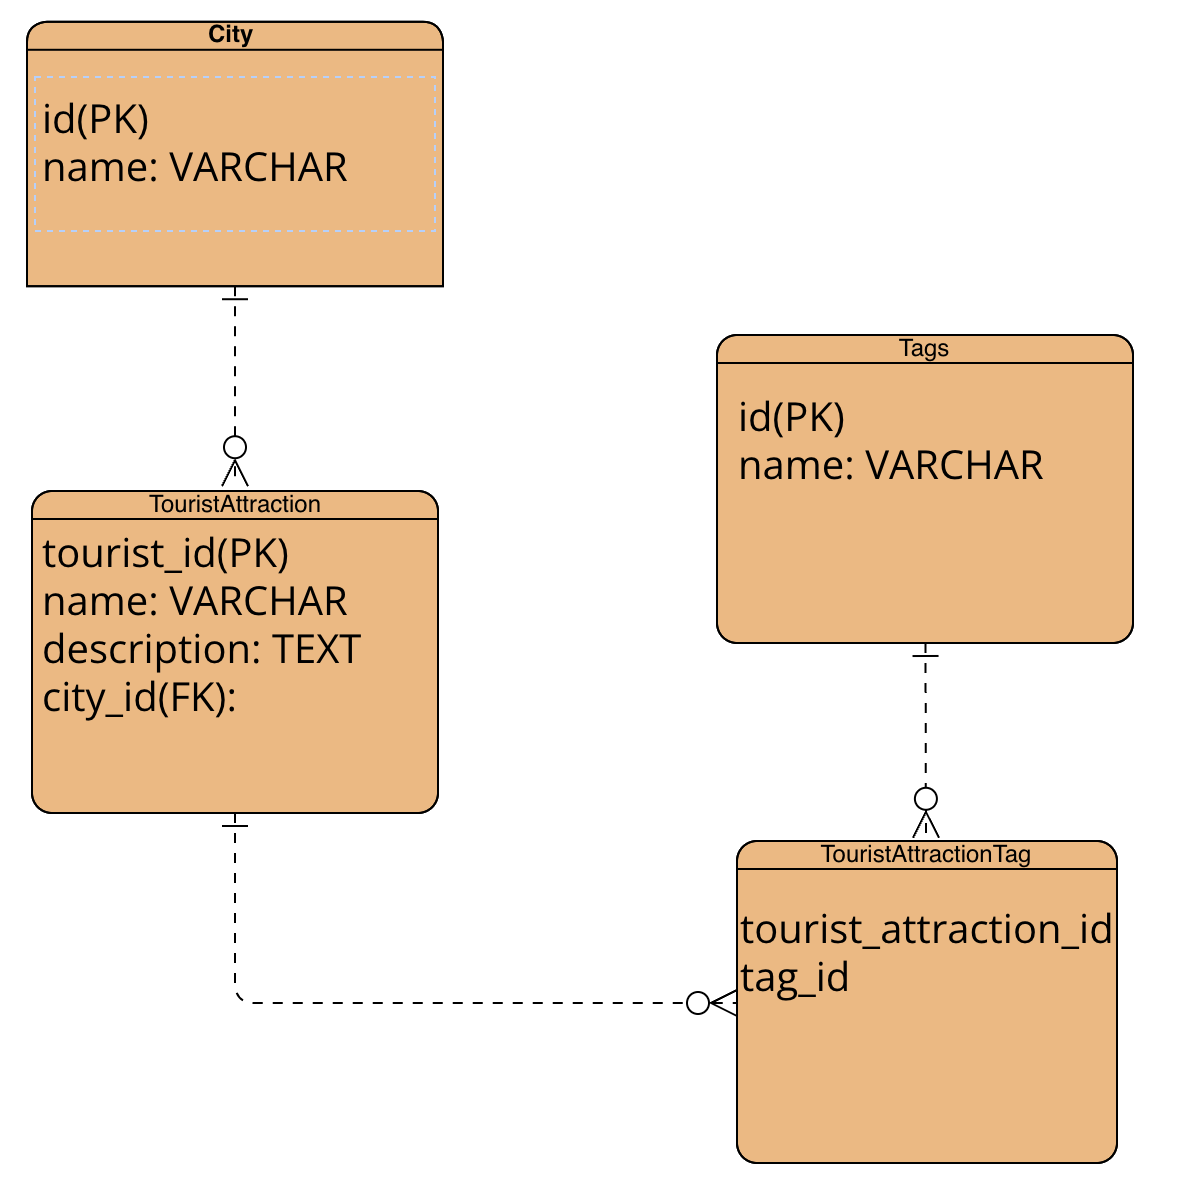 City
id(PK)
name: VARCHAR
TouristAttraction
tourist_id(PK)
name: VARCHAR
description: TEXT
city_id(FK):
Tags
id(PK)
name: VARCHAR
TouristAttractionTag
tourist_attraction_id
tag_id